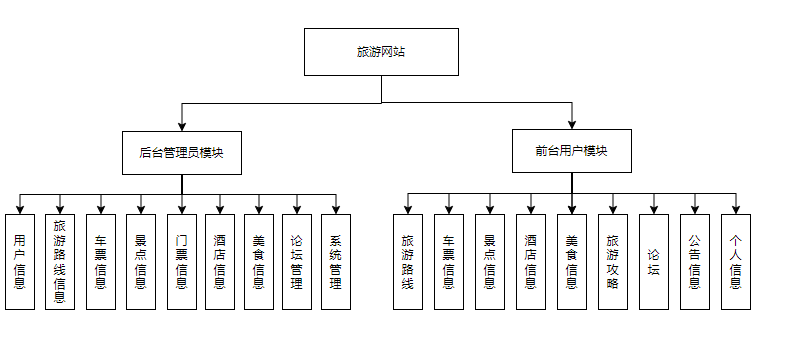 旅游网站
后台管理员模块
前台用户模块
用户信息
旅游路线信息
车票信息
景点信息
门票信息
酒店信息
美食信息
论坛管理
系统管理
旅游路线
车票信息
景点信息
酒店信息
美食信息
旅游攻略
论坛
公告信息
个人信息